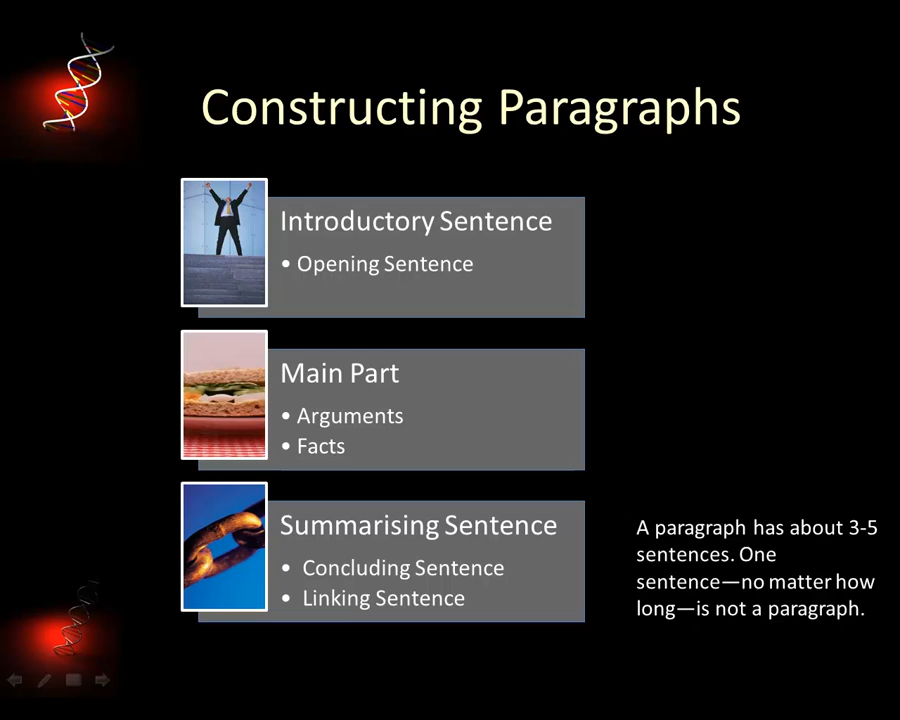 Constructing Paragraphs
Introductory Sentence
• Opening Sentence
Main Part
• Arguments
• Facts
Summarising Sentence
• Concluding Sentence
• Linking Sentence
A paragraph has about 3-5
sentences. One
sentence—no matter how
long—is not a paragraph.